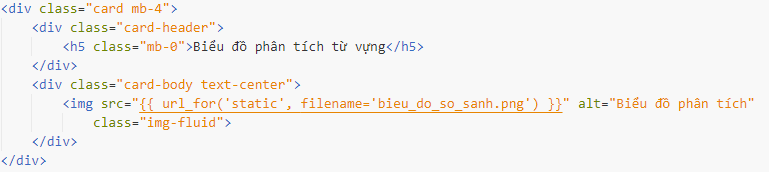 <div class="card mb-4">
    <div class="card-header">
        <h5 class="mb-0">Biểu đồ phân tích từ vựng</h5>
    </div>
    <div class="card-body text-center">
        <img src="{{ url_for('static', filename='bieu_do_so_sanh.png') }}" alt="Biểu đồ phân tích"
            class="img-fluid">
    </div>
</div>